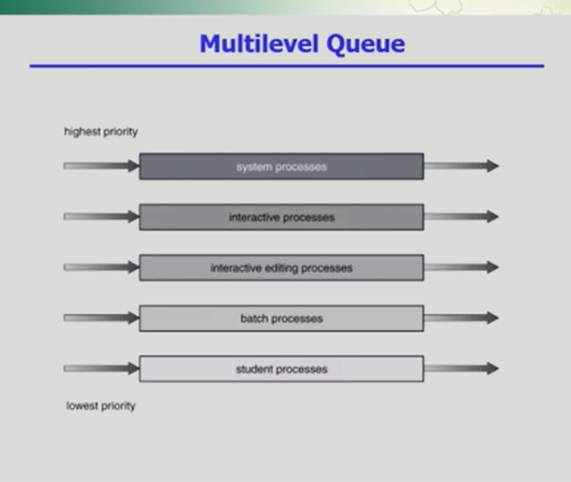 Multilevel Queue
highest priority
system processes
interactive processes
interactive editing processes
batch processes
student processes
lowest priority